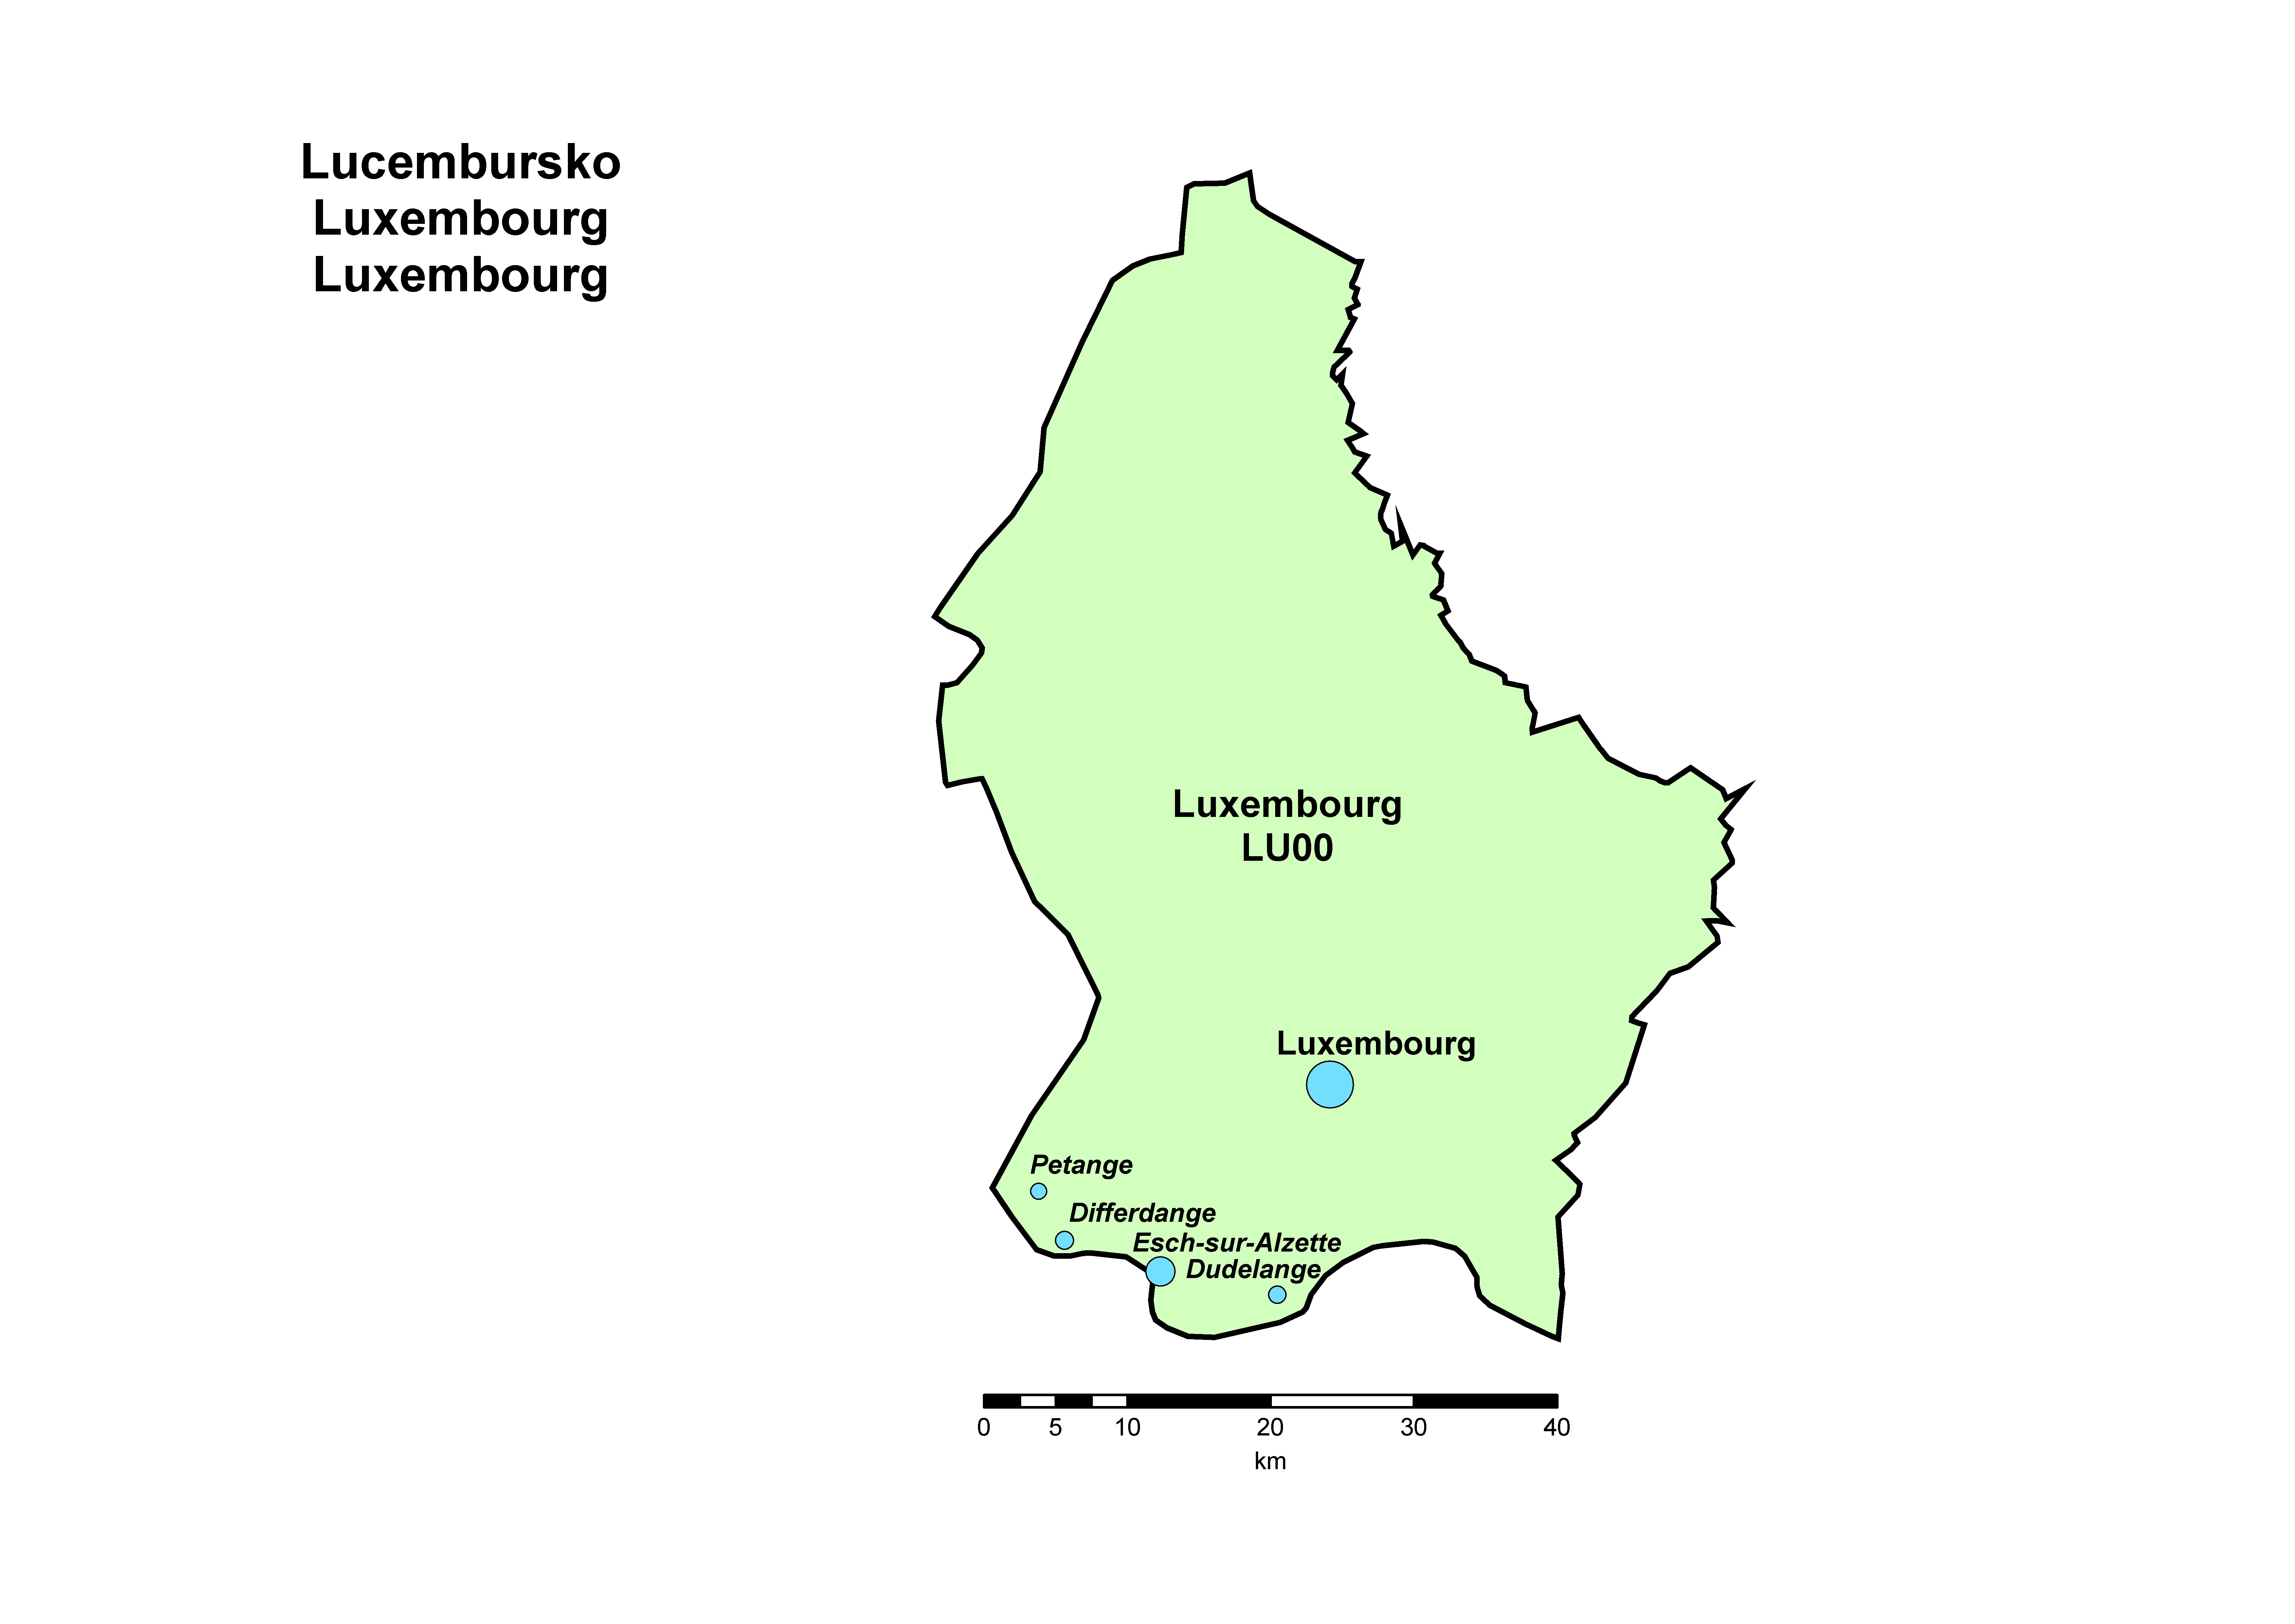 Lucembursko
Luxembourg
Luxembourg
Luxembourg
LU00
Luxembourg
Petange
Differdange
Esch-sur-Alzette
Dudelange
0 5 10 20 30 40
km